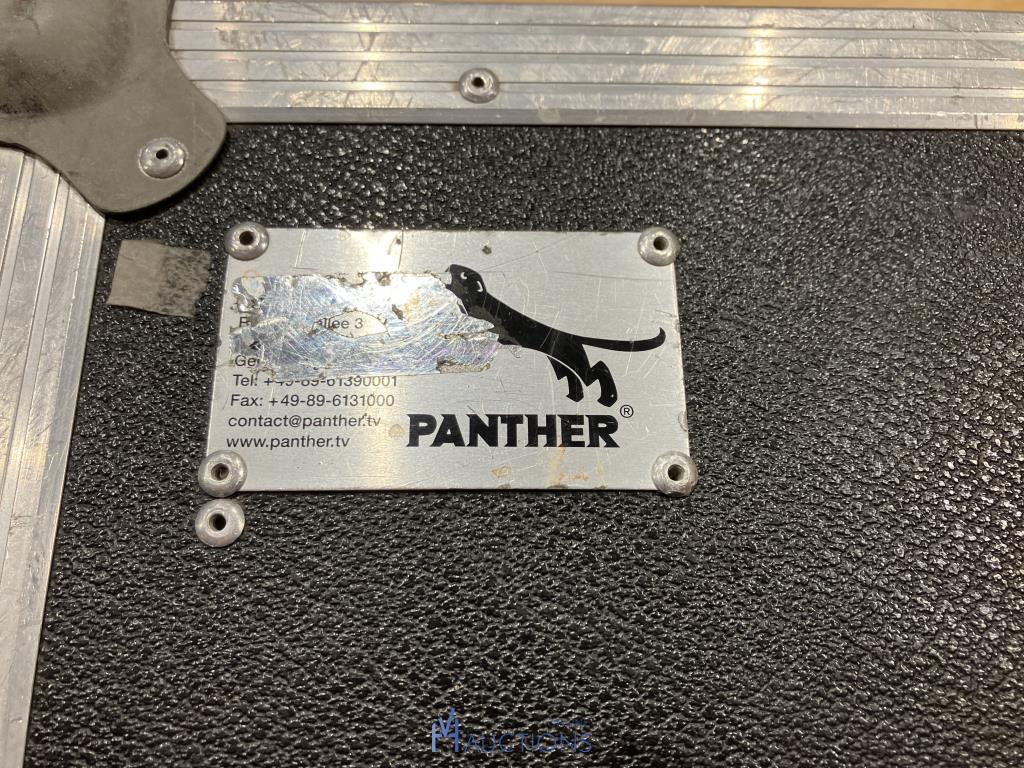 allee 3
Tel: +49-89-61390001
Fax: +49-89-6131000
contact@panther.tv
www.panther.tv
PANTHER®
AUCTIONS